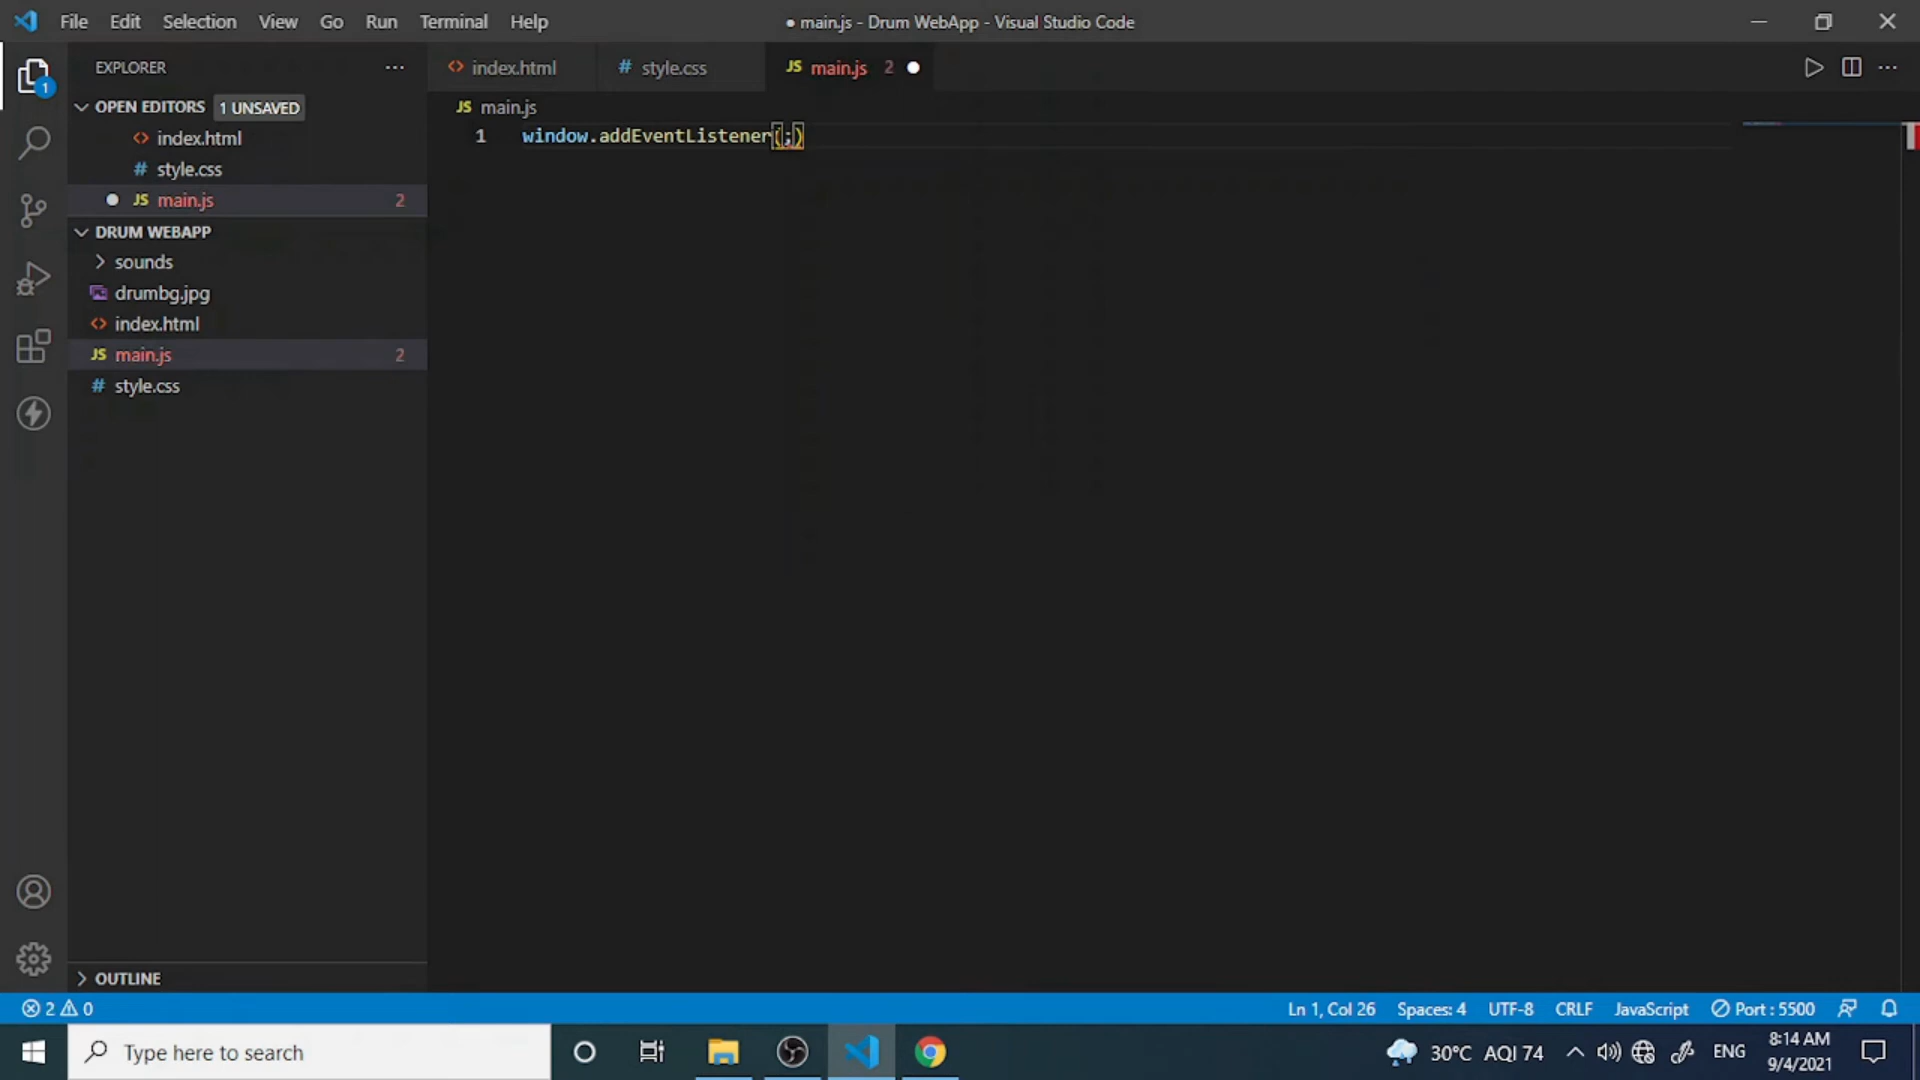 File Edit Selection View Go Run Terminal Help
● main.js - Drum WebApp - Visual Studio Code
EXPLORER
index.html
style.css
JS main.js 2
OPEN EDITORS 1 UNSAVED
index.html
# style.css
JS main.js 2
DRUM WEBAPP
sounds
drumbg.jpg
index.html
JS main.js 2
# style.css
OUTLINE
JS main.js
1 window.addEventListener(;)
1
2 0
Ln 1, Col 26 Spaces: 4 UTF-8 CRLF JavaScript Port : 5500
Type here to search
30°C AQI 74 ENG
8:14 AM
9/4/2021